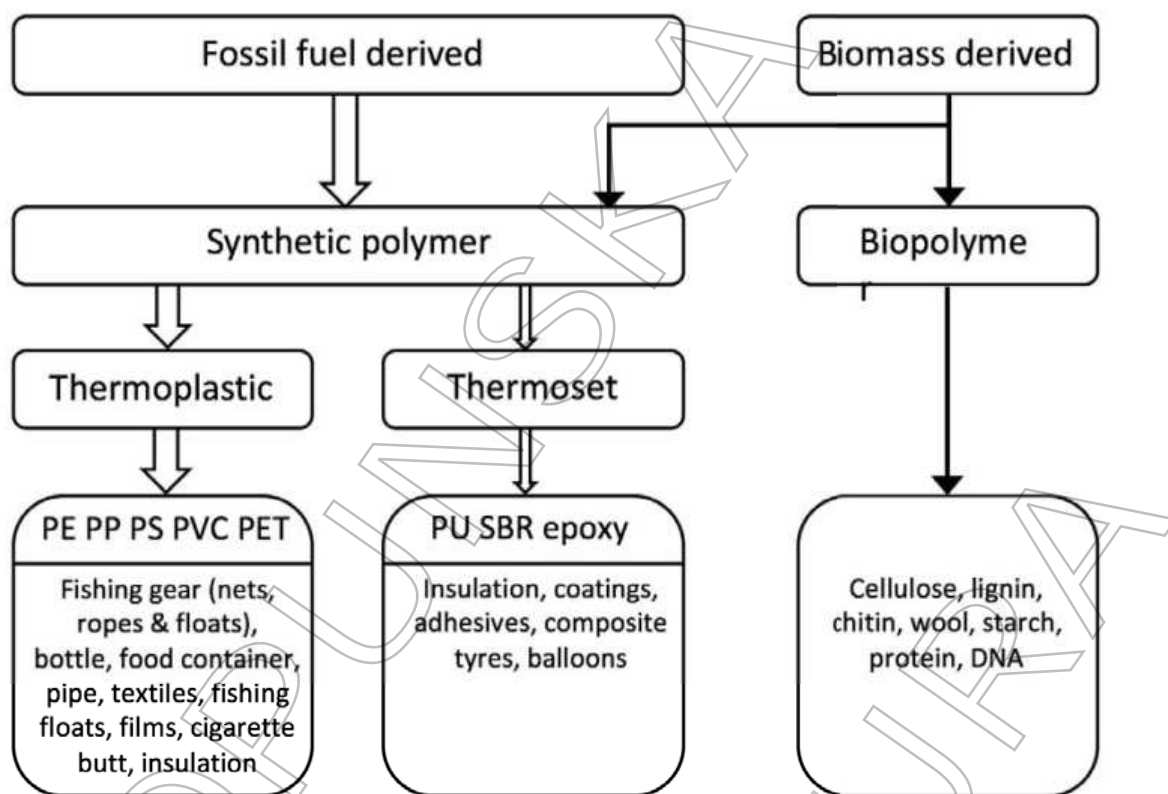 Fossil fuel derived
Biomass derived
Synthetic polymer
Biopolyme
r
Thermoplastic
Thermoset
PE PP PS PVC PET
Fishing gear (nets,
ropes & floats),
bottle, food container,
pipe, textiles, fishing
floats, films, cigarette
butt, insulation
PU SBR epoxy
Insulation, coatings,
adhesives, composite
tyres, balloons
Cellulose, lignin,
chitin, wool, starch,
protein, DNA
OPUNSKA
URA